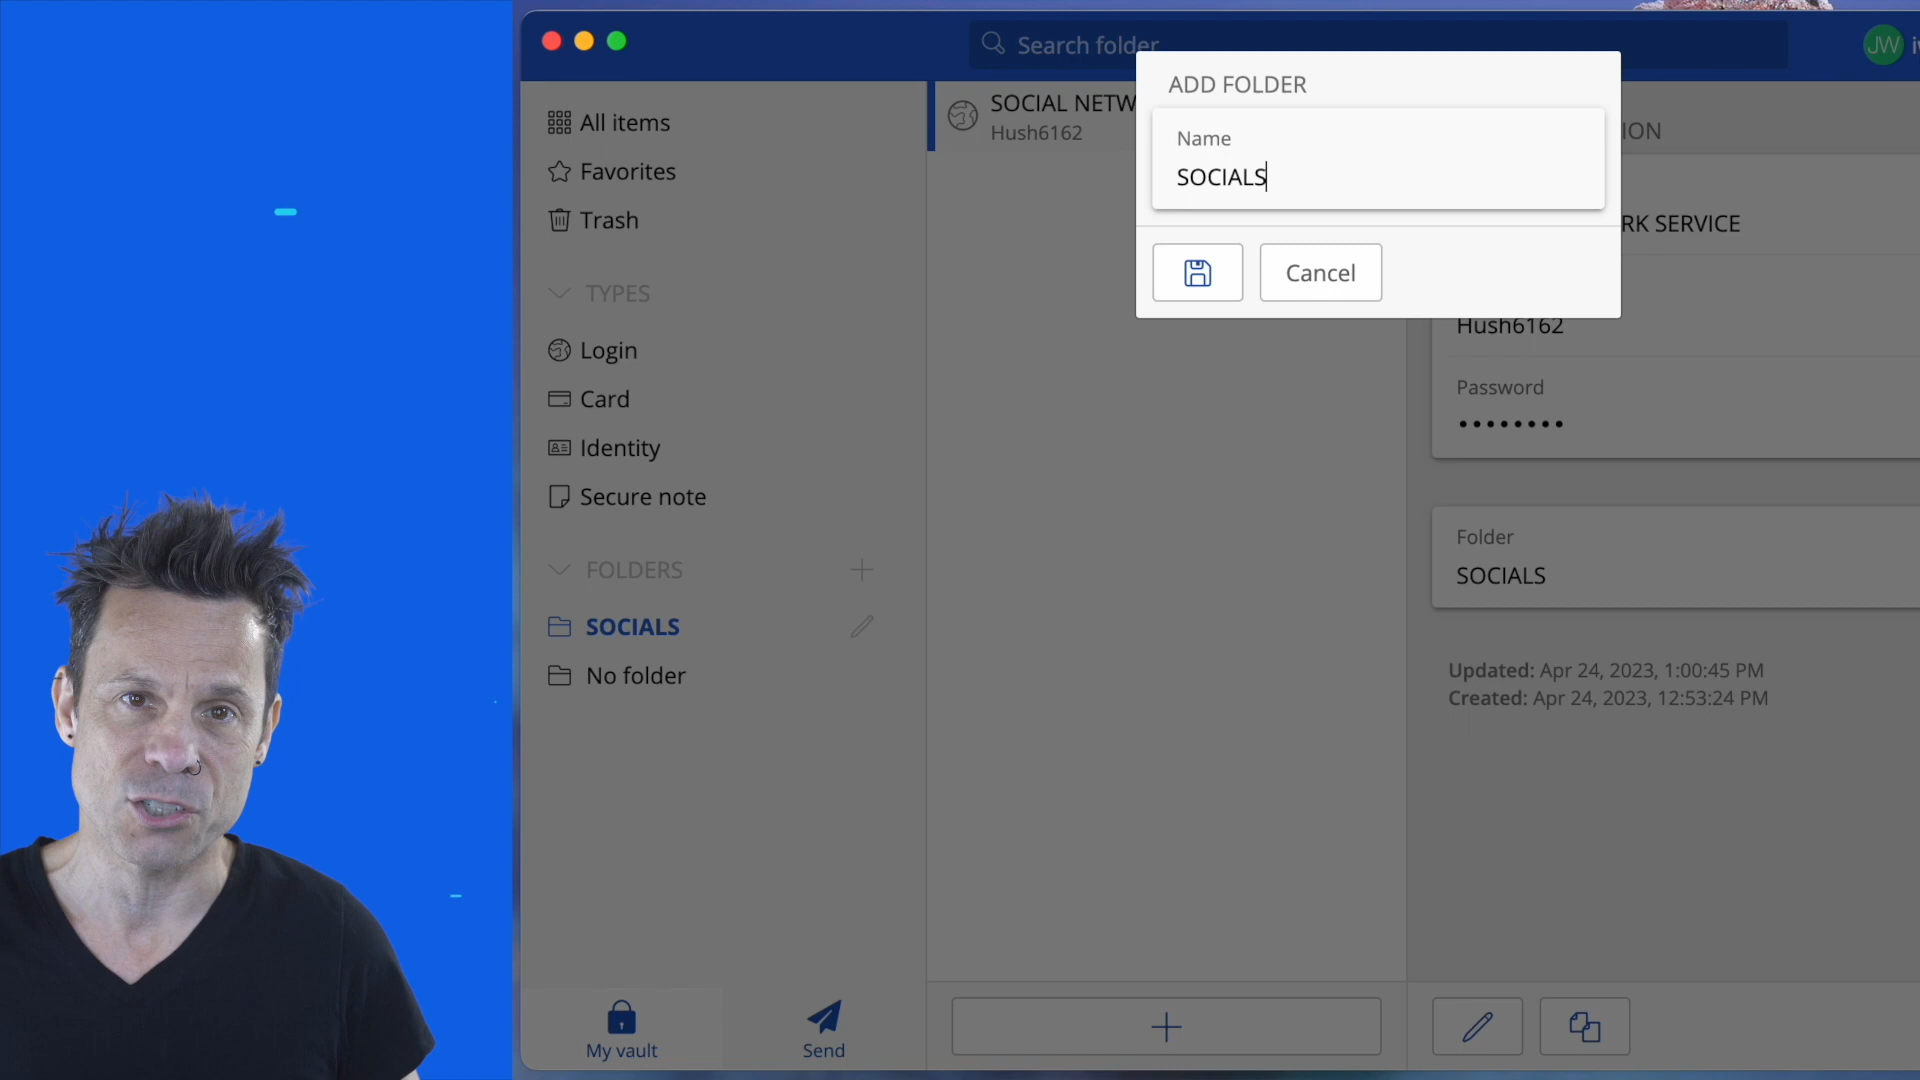 Search folder
JW
All items
Favorites
Trash
TYPES
Login
Card
Identity
Secure note
FOLDERS
SOCIALS
No folder
My vault
Send
SOCIAL NETW
Hush6162
ADD FOLDER
Name
SOCIALS
Cancel
ION
RK SERVICE
Hush6162
Password
Folder
SOCIALS
Updated: Apr 24, 2023, 1:00:45 PM
Created: Apr 24, 2023, 12:53:24 PM